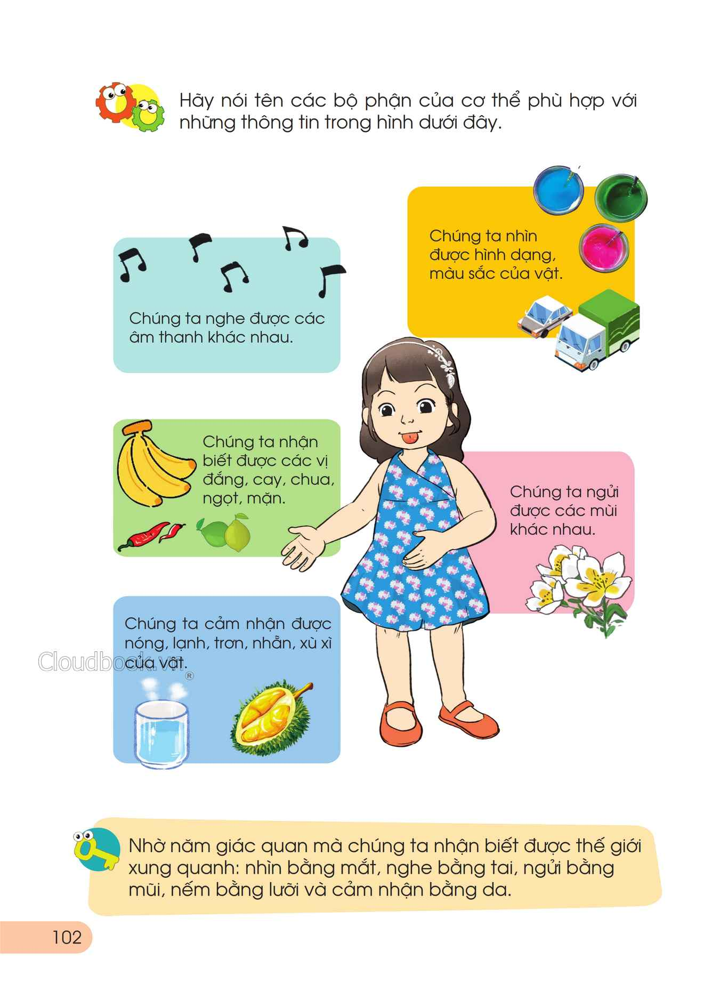 Hãy nói tên các bộ phận của cơ thể phù hợp với
những thông tin trong hình dưới đây.
Chúng ta nhìn
được hình dạng,
màu sắc của vật.
Chúng ta nghe được các
âm thanh khác nhau.
Chúng ta nhận
biết được các vị
đắng, cay, chua,
ngọt, mặn.
Chúng ta ngửi
được các mùi
khác nhau.
Chúng ta cảm nhận được
nóng, lạnh, trơn, nhẵn, xù xì
của vật.
Cloudbook.vn
®
Nhờ năm giác quan mà chúng ta nhận biết được thế giới
xung quanh: nhìn bằng mắt, nghe bằng tai, ngửi bằng
mũi, nếm bằng lưỡi và cảm nhận bằng da.
102